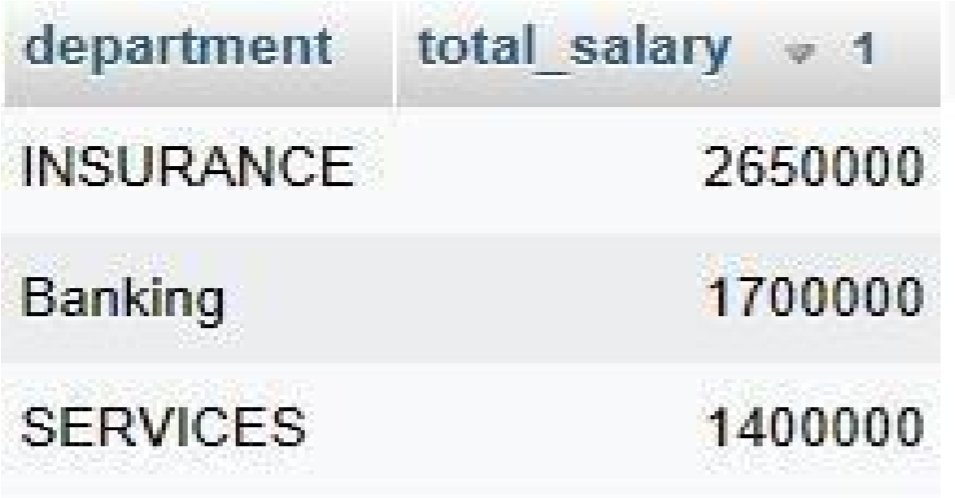 department total_salary 1
INSURANCE 2650000
Banking 1700000
SERVICES 1400000